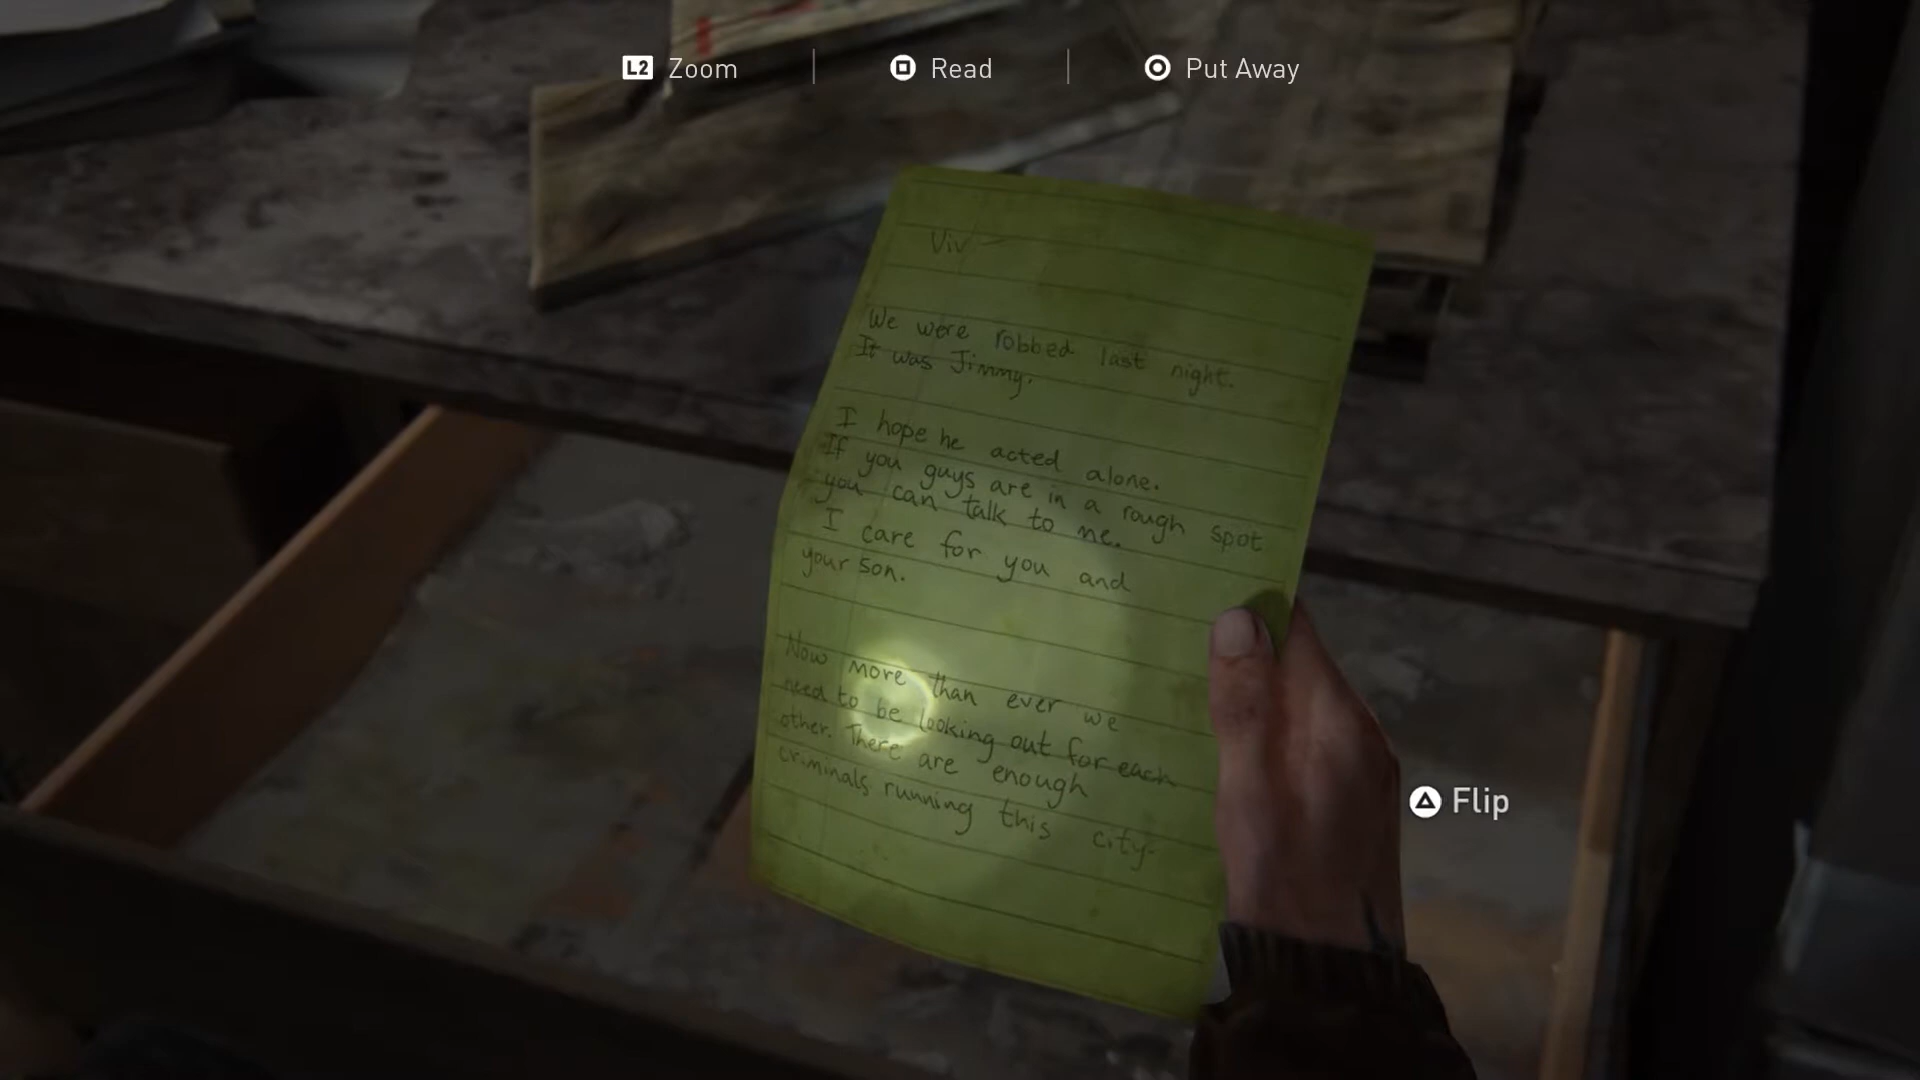 L2 Zoom | Read | Put Away
Viv -
We were robbed last night.
It was Jimmy.
I hope he acted alone.
If you guys are in a rough spot
you can talk to me.
I care for you and
your son.
Now more than ever we
need to be looking out for each
other. There are enough
criminals running this city.
Flip